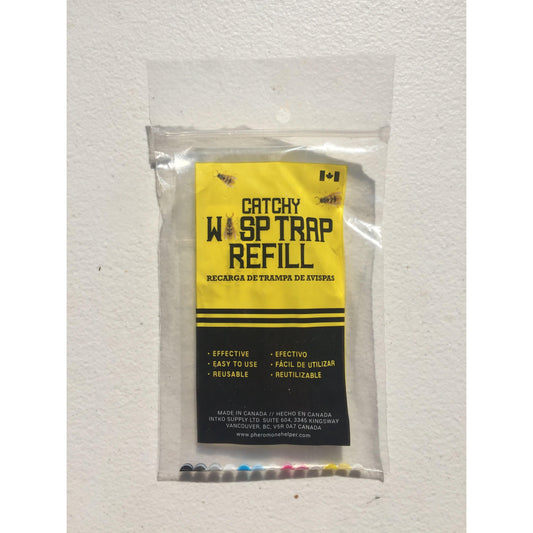 CATCHY
WASP TRAP
REFILL
RECARGA DE TRAMPA DE AVISPAS
• EFFECTIVE
• EASY TO USE
• REUSABLE
• EFECTIVO
• FÁCIL DE UTILIZAR
• REUTILIZABLE
MADE IN CANADA // HECHO EN CANADA
INTKO SUPPLY LTD. SUITE 604, 3345 KINGSWAY
VANCOUVER, BC, V5R 0A7 CANADA
www.pheromonehelper.com